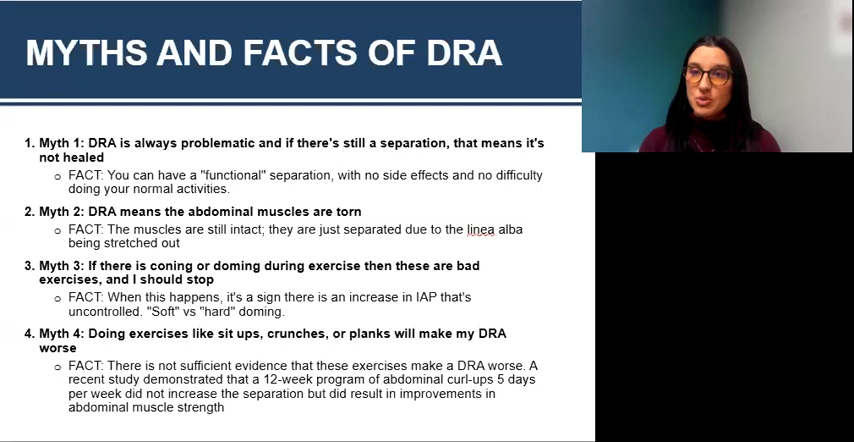 MYTHS AND FACTS OF DRA
1. Myth 1: DRA is always problematic and if there's still a separation, that means it's
not healed
o FACT: You can have a "functional" separation, with no side effects and no difficulty
doing your normal activities.
2. Myth 2: DRA means the abdominal muscles are torn
o FACT: The muscles are still intact; they are just separated due to the linea alba
being stretched out
3. Myth 3: If there is coning or doming during exercise then these are bad
exercises, and I should stop
o FACT: When this happens, it's a sign there is an increase in IAP that's
uncontrolled. "Soft" vs "hard" doming.
4. Myth 4: Doing exercises like sit ups, crunches, or planks will make my DRA
worse
o FACT: There is not sufficient evidence that these exercises make a DRA worse. A
recent study demonstrated that a 12-week program of abdominal curl-ups 5 days
per week did not increase the separation but did result in improvements in
abdominal muscle strength